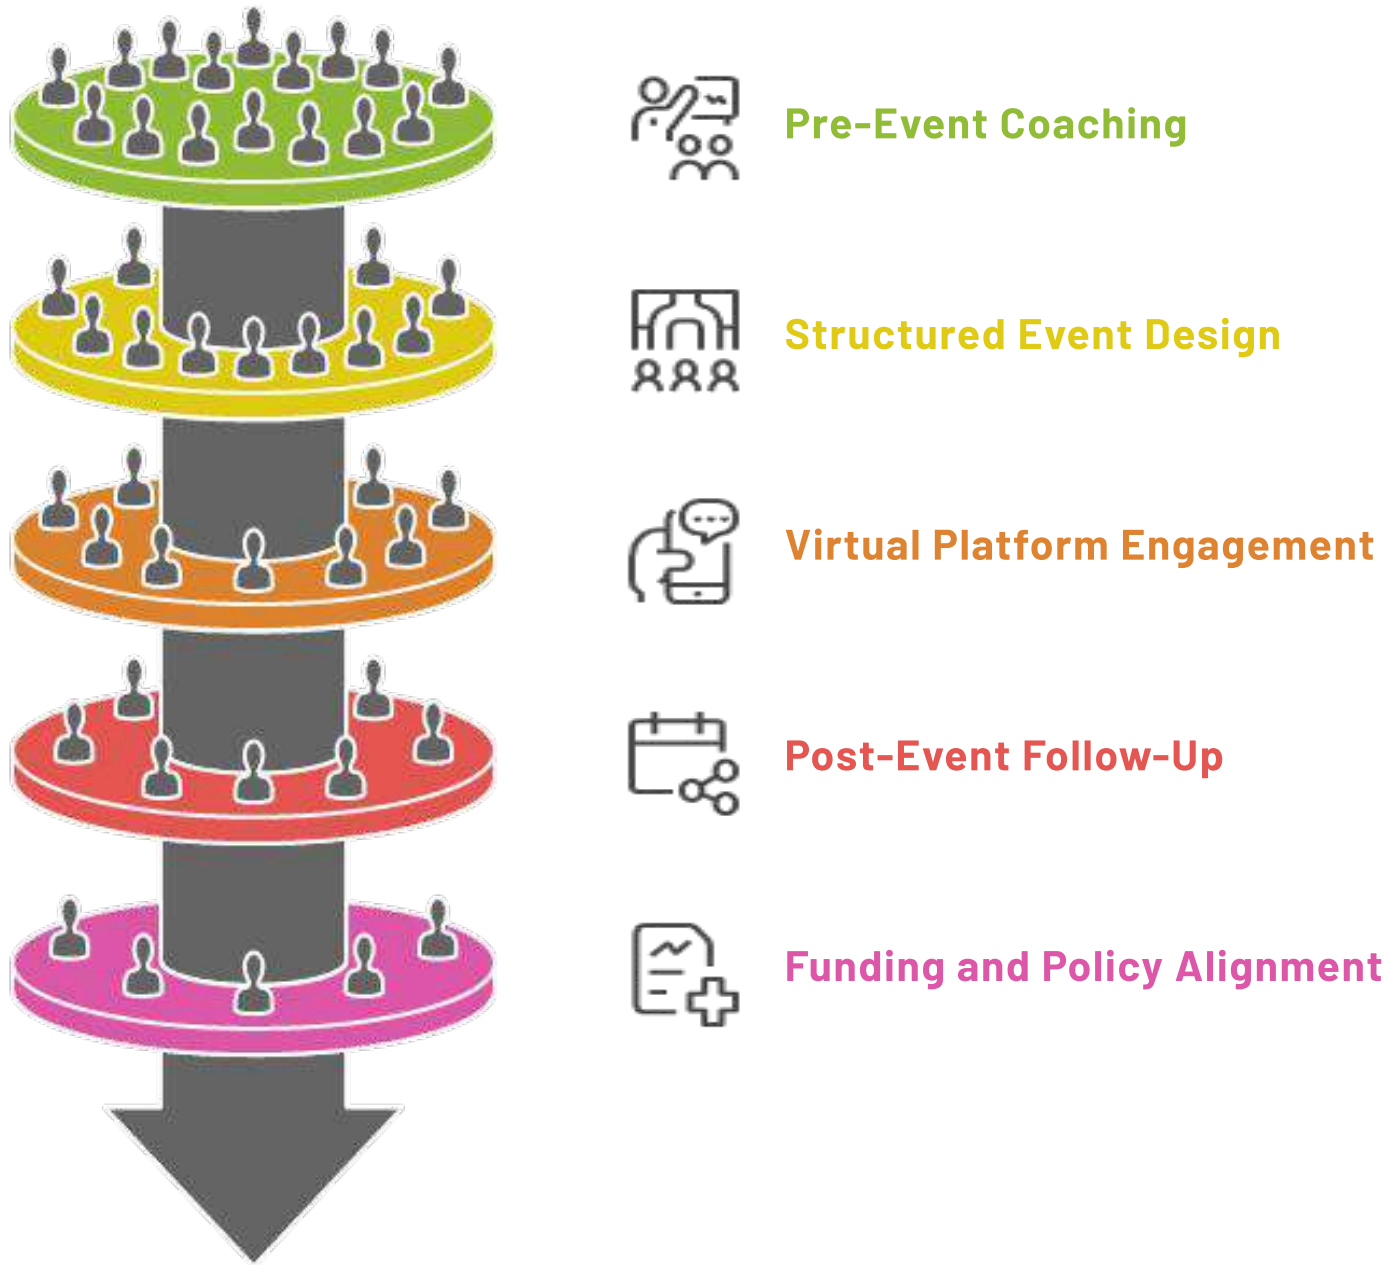 Pre-Event Coaching
Structured Event Design
Virtual Platform Engagement
Post-Event Follow-Up
Funding and Policy Alignment